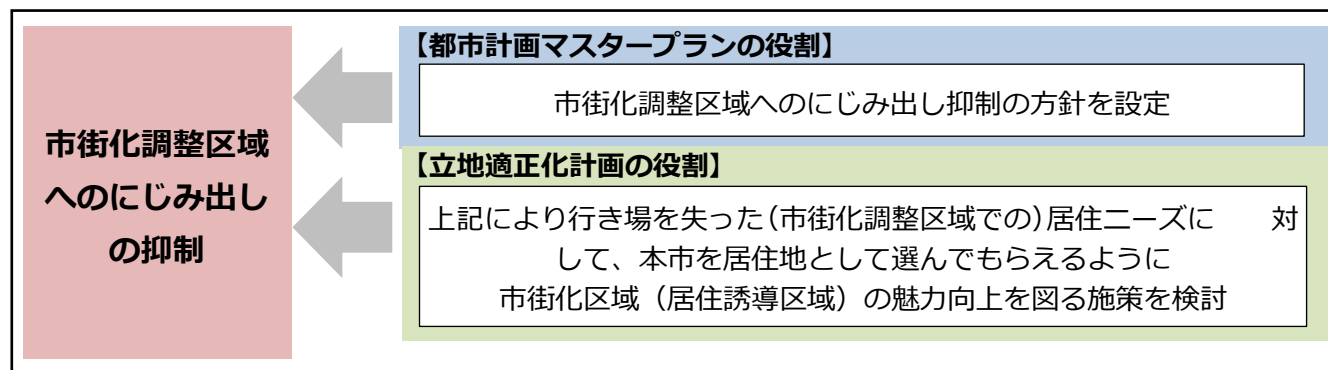 市街化調整区域
へのにじみ出し
の抑制
【都市計画マスタープランの役割】
市街化調整区域へのにじみ出し抑制の方針を設定
【立地適正化計画の役割】
上記により行き場を失った(市街化調整区域での)居住ニーズに　　対
して、本市を居住地として選んでもらえるように
市街化区域（居住誘導区域）の魅力向上を図る施策を検討